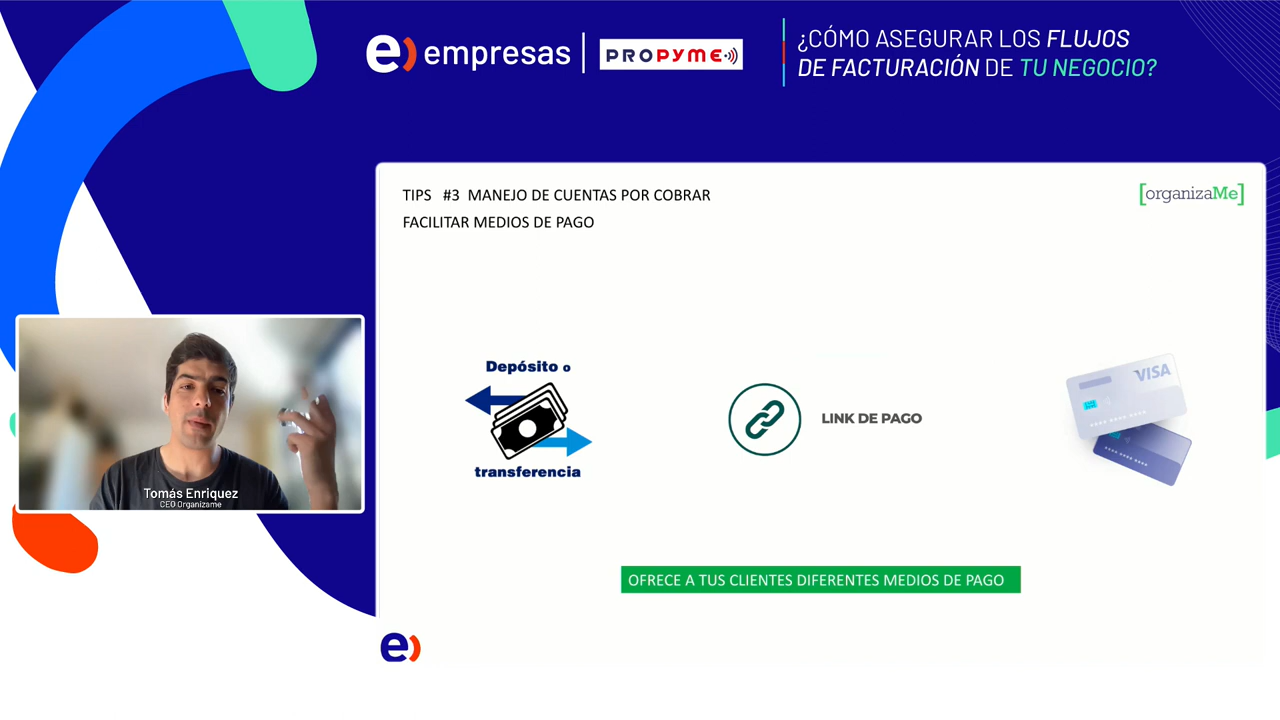 e) empresas
PROPYME
¿CÓMO ASEGURAR LOS FLUJOS
DE FACTURACIÓN DE TU NEGOCIO?
TIPS #3 MANEJO DE CUENTAS POR COBRAR
FACILITAR MEDIOS DE PAGO
[organizaMe]
Depósito o
transferencia
LINK DE PAGO
VISA
OFRECE A TUS CLIENTES DIFERENTES MEDIOS DE PAGO
Tomás Enriquez
CEO Organízame
e)